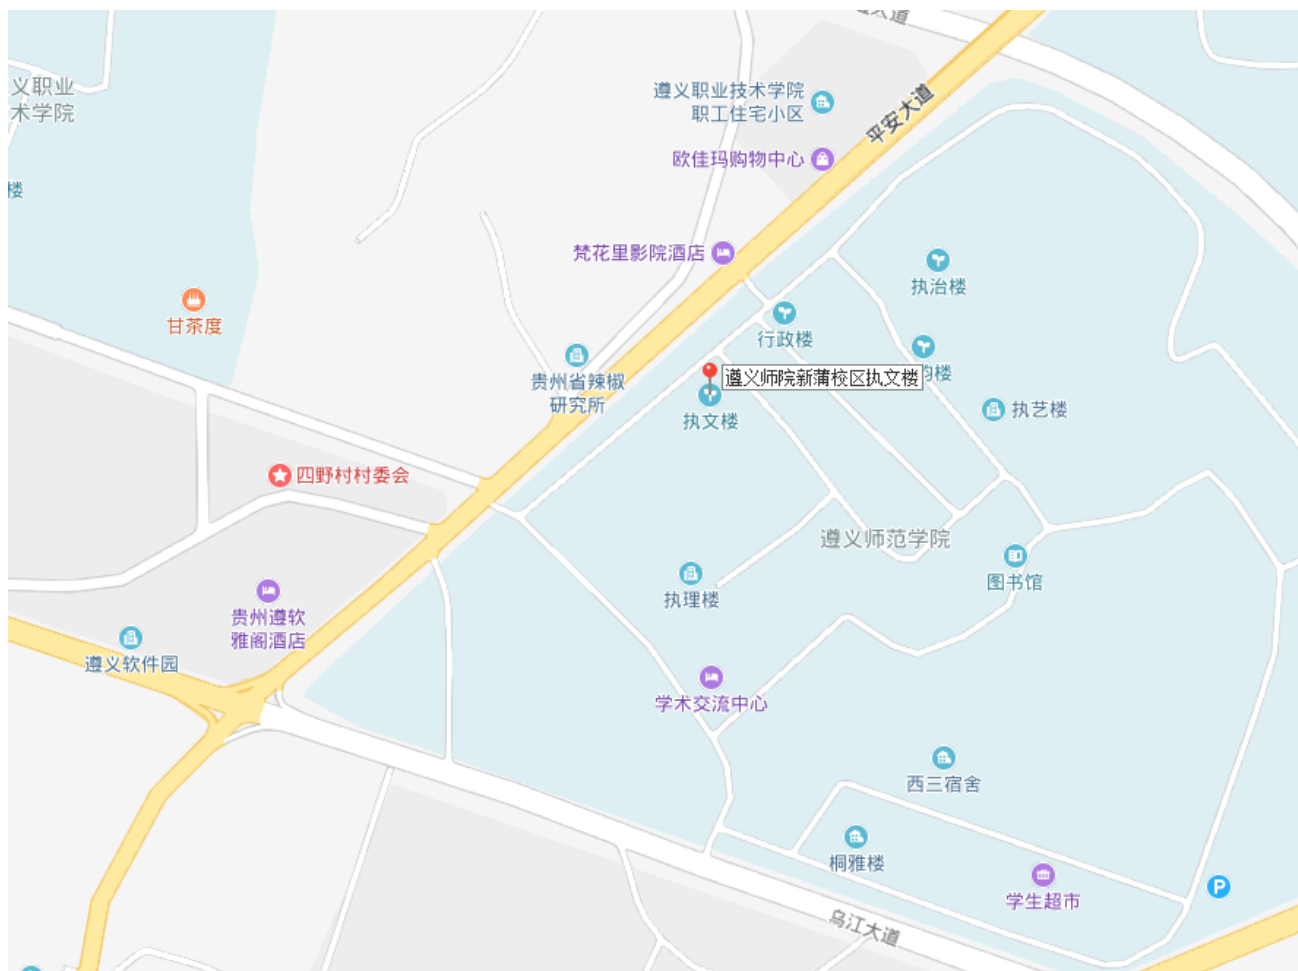 大道
义职业
术学院
遵义职业技术学院
职工住宅小区
平安大道
欧佳玛购物中心
楼
梵花里影院酒店
执治楼
甘茶度
行政楼
贵州省辣椒
研究所
遵义师院新蒲校区执文楼
韵楼
执文楼
执艺楼
四野村村委会
遵义师范学院
图书馆
执理楼
贵州遵软
雅阁酒店
遵义软件园
学术交流中心
西三宿舍
桐雅楼
学生超市
P
乌江大道